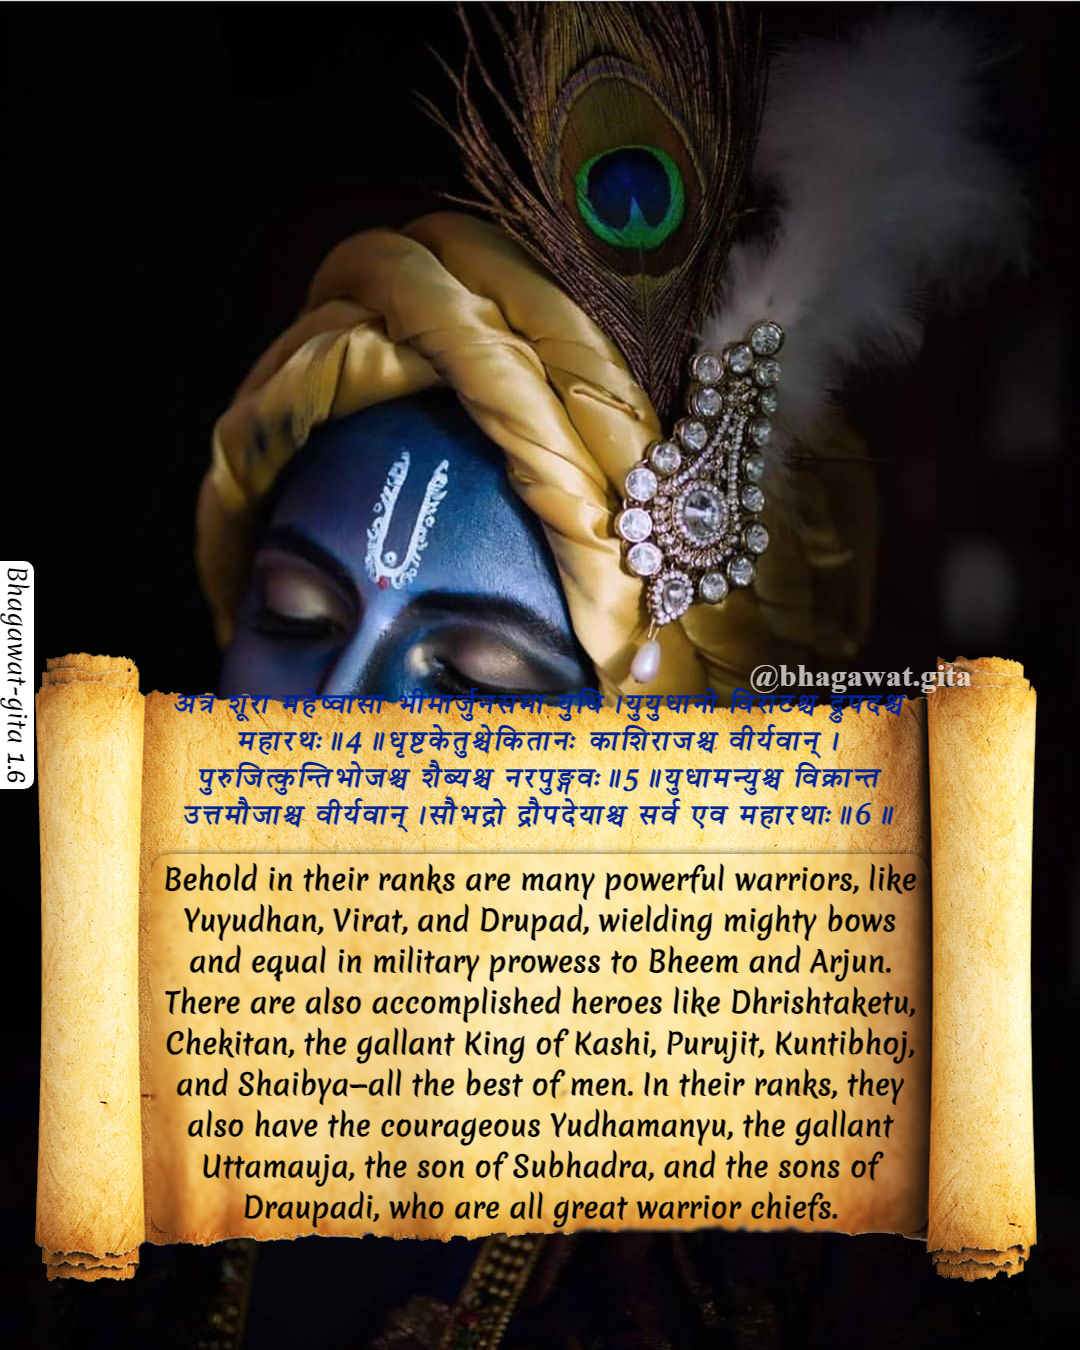 @bhagawat.gita
अत्र शूरा महेष्वासा भीमार्जुनसमा युधि ।युयुधानो विराटश्च द्रुपदश्च
महारथः॥4॥धृष्टकेतुश्चेकितानः काशिराजश्च वीर्यवान् ।
पुरुजित्कुन्तिभोजश्च शैब्यश्च नरपुङ्गवः॥5॥युधामन्युश्च विक्रान्त
उत्तमौजाश्च वीर्यवान् ।सौभद्रो द्रौपदेयाश्च सर्व एव महारथाः॥6॥
Bhagawat-gita 1.6
Behold in their ranks are many powerful warriors, like
Yuyudhan, Virat, and Drupad, wielding mighty bows
and equal in military prowess to Bheem and Arjun.
There are also accomplished heroes like Dhrishtaketu,
Chekitan, the gallant King of Kashi, Purujit, Kuntibhoj,
and Shaibya—all the best of men. In their ranks, they
also have the courageous Yudhamanyu, the gallant
Uttamauja, the son of Subhadra, and the sons of
Draupadi, who are all great warrior chiefs.